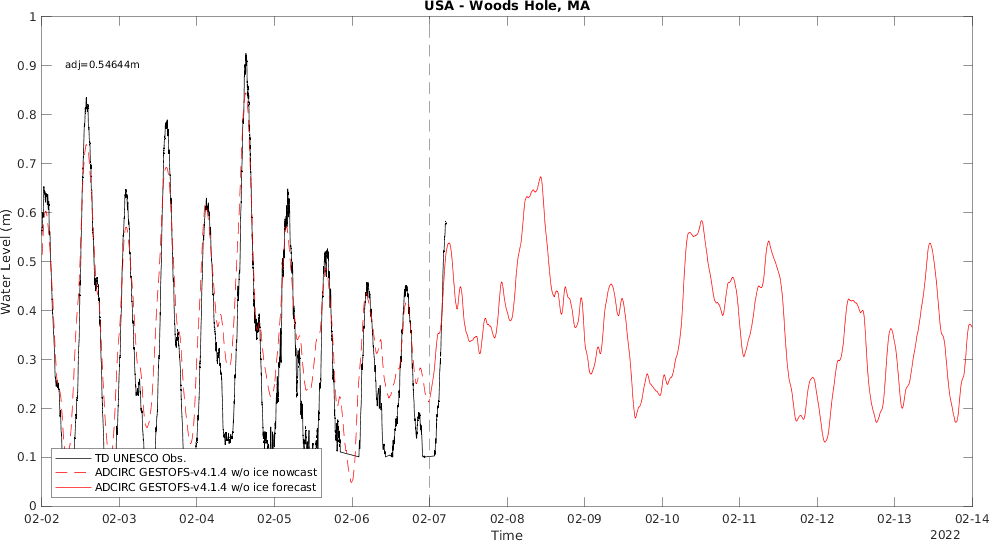 USA - Woods Hole, MA
adj=0.54644m
Water Level (m)
1
0.9
0.8
0.7
0.6
0.5
0.4
0.3
0.2
0.1
0
TD UNESCO Obs.
ADCIRC GESTOFS-v4.1.4 w/o ice nowcast
ADCIRC GESTOFS-v4.1.4 w/o ice forecast
02-02 02-03 02-04 02-05 02-06 02-07 02-08 02-09 02-10 02-11 02-12 02-13 02-14
Time
2022